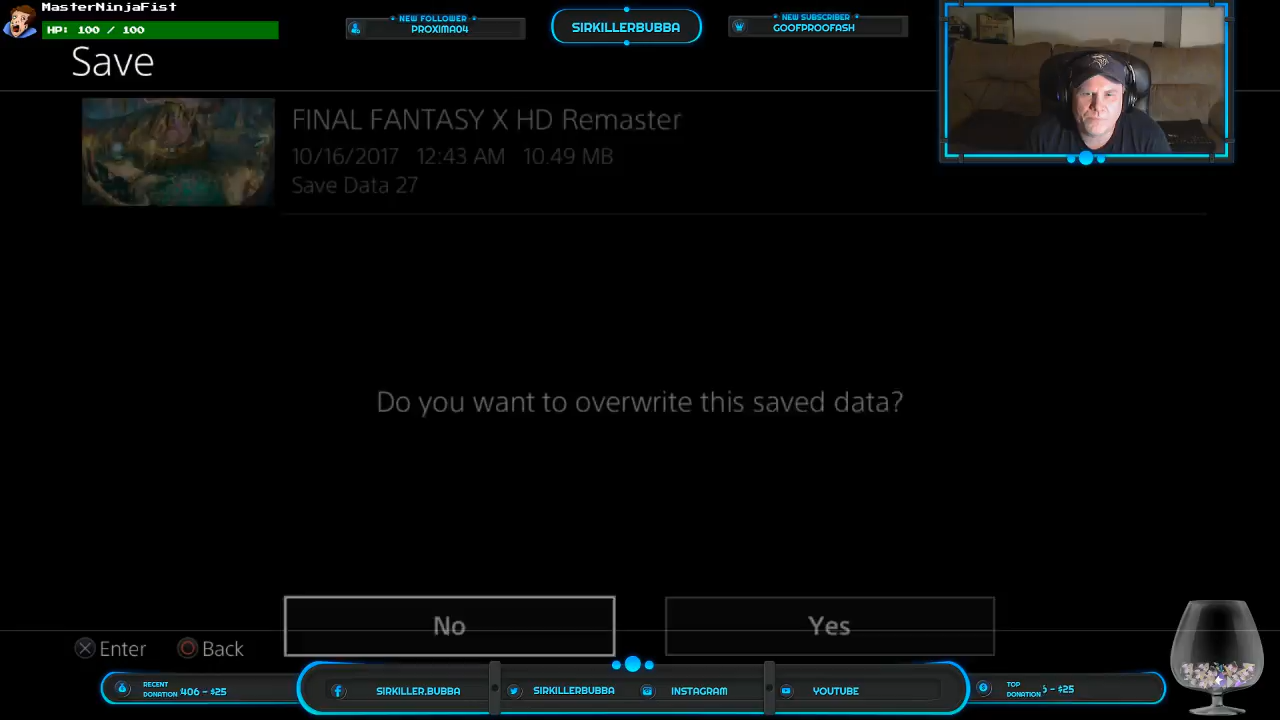 MasterNinjaFist
HP: 100 / 100
NEW FOLLOWER
PROXIMA04
SIRKILLERBUBBA
NEW SUBSCRIBER
GOOFPROOFASH
Save
FINAL FANTASY X HD Remaster
10/16/2017 12:43 AM 10.49 MB
Save Data 27
Do you want to overwrite this saved data?
No
Yes
Enter
Back
RECENT
DONATION 406 - $25
SIRKILLER.BUBBA
SIRKILLERBUBBA
INSTAGRAM
YOUTUBE
TOP
DONATION - $25